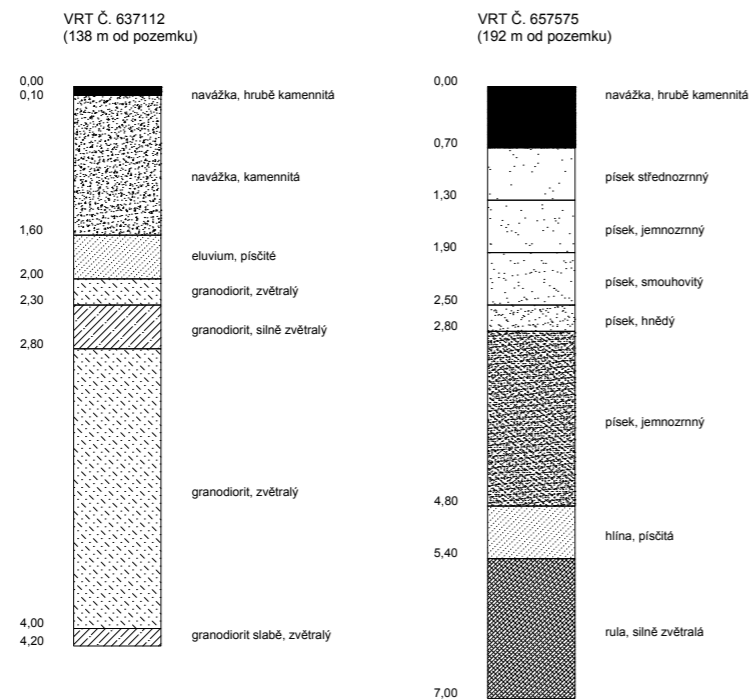 VRT Č. 637112
(138 m od pozemku)
0,00
0,10
navážka, hrubě kamennitá
navážka, kamennitá
1,60
eluvium, písčité
2,00
granodiorit, zvětralý
2,30
granodiorit, silně zvětralý
2,80
granodiorit, zvětralý
4,00
granodiorit slabě, zvětralý
4,20
VRT Č. 657575
(192 m od pozemku)
0,00
navážka, hrubě kamennitá
0,70
písek střednozrnný
1,30
písek, jemnozrnný
1,90
písek, smouhovitý
2,50
písek, hnědý
2,80
písek, jemnozrnný
4,80
hlína, písčitá
5,40
rula, silně zvětralá
7,00